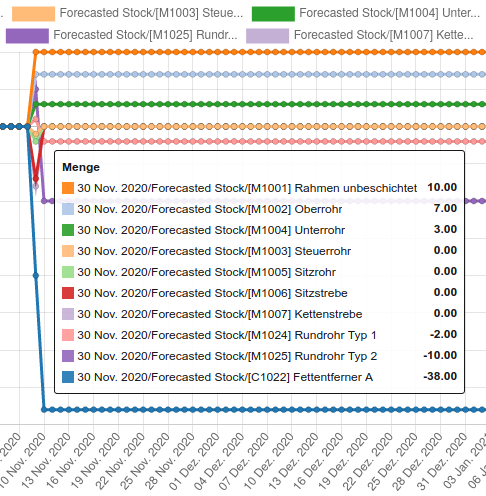 Forecasted Stock/[M1003] Steue... Forecasted Stock/[M1004] Unter...
Forecasted Stock/[M1025] Rundr... Forecasted Stock/[M1007] Kette...
Menge
30 Nov. 2020/Forecasted Stock/[M1001] Rahmen unbeschichtet 10.00
30 Nov. 2020/Forecasted Stock/[M1002] Oberrohr 7.00
30 Nov. 2020/Forecasted Stock/[M1004] Unterrohr 3.00
30 Nov. 2020/Forecasted Stock/[M1003] Steuerrohr 0.00
30 Nov. 2020/Forecasted Stock/[M1005] Sitzrohr 0.00
30 Nov. 2020/Forecasted Stock/[M1006] Sitzstrebe 0.00
30 Nov. 2020/Forecasted Stock/[M1007] Kettenstrebe 0.00
30 Nov. 2020/Forecasted Stock/[M1024] Rundrohr Typ 1 -2.00
30 Nov. 2020/Forecasted Stock/[M1025] Rundrohr Typ 2 -10.00
30 Nov. 2020/Forecasted Stock/[C1022] Fettentferner A -38.00
2020
10 Nov. 2020
13 Nov. 2020
16 Nov. 2020
19 Nov. 2020
22 Nov. 2020
25 Nov. 2020
28 Nov. 2020
01 Dez. 2020
04 Dez. 2020
07 Dez. 2020
10 Dez. 2020
13 Dez. 2020
16 Dez. 2020
19 Dez. 2020
22 Dez. 2020
25 Dez. 2020
28 Dez. 2020
31 Dez. 2020
03 Jan. 202
06 J